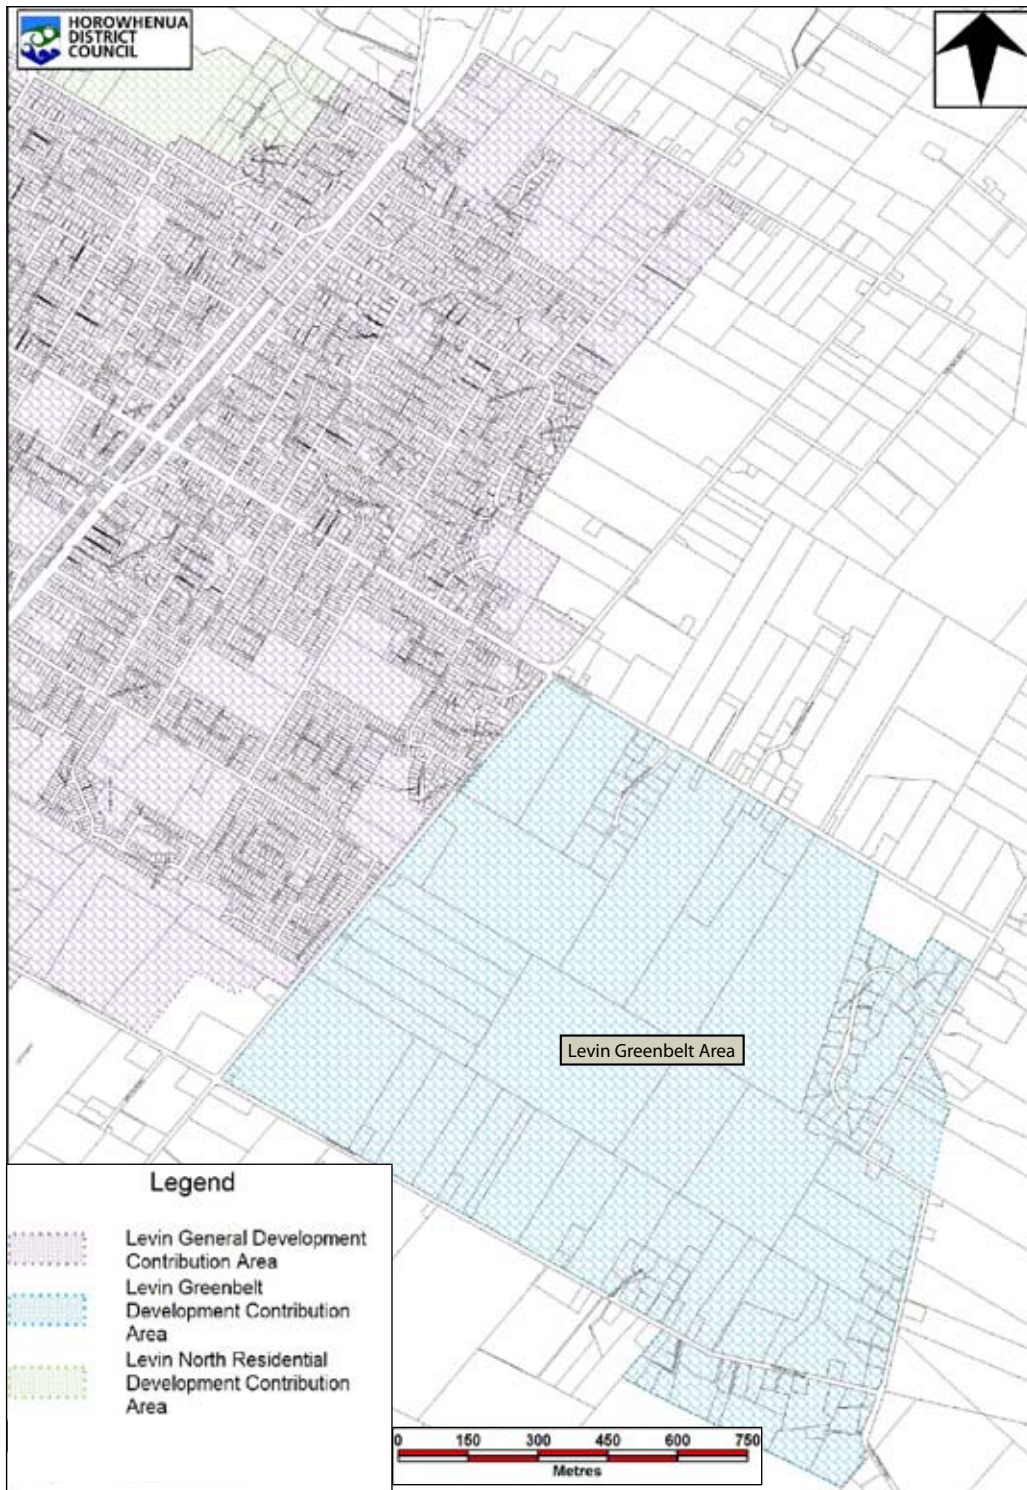 HOROWHENUA
DISTRICT
COUNCIL
Levin Greenbelt Area
Legend
Levin General Development
Contribution Area
Levin Greenbelt
Development Contribution
Area
Levin North Residential
Development Contribution
Area
0 150 300 450 600 750
Metres